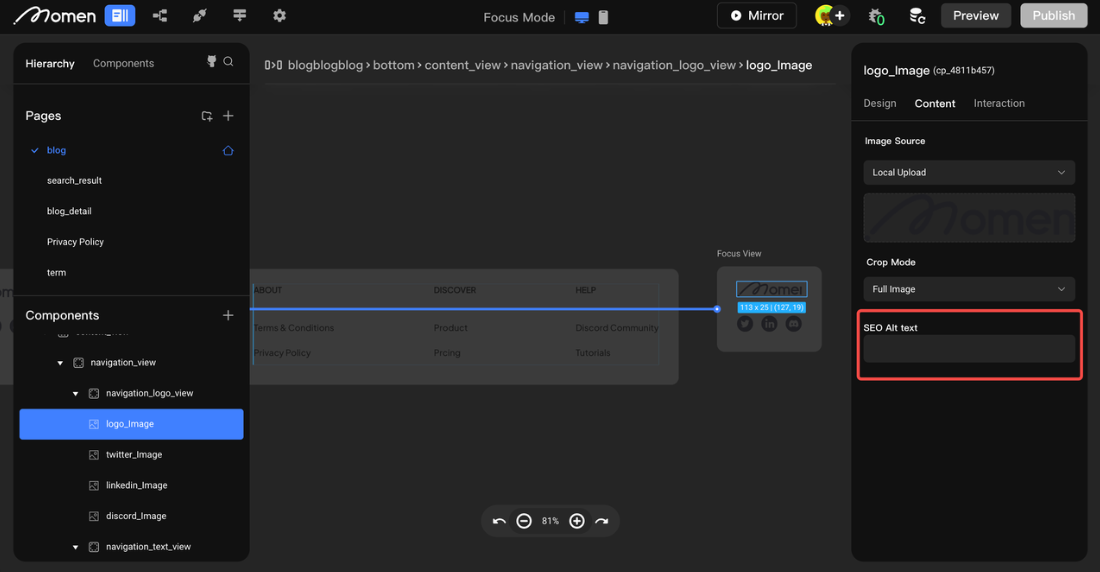 Momen
Focus Mode
Mirror
0
Preview
Publish
Hierarchy
Components
Pages
blog
search_result
blog_detail
Privacy Policy
term
Components
navigation_view
navigation_logo_view
logo_Image
twitter_Image
linkedin_Image
discord_Image
navigation_text_view
blogblogblog > bottom > content_view > navigation_view > navigation_logo_view > logo_Image
ABOUT
DISCOVER
HELP
Terms & Conditions
Product
Discord Community
Privacy Policy
Prcing
Tutorials
Focus View
Momen
113 x 25 | (127, 19)
81%
logo_Image (cp_4811b457)
Design
Content
Interaction
Image Source
Local Upload
Momen
Crop Mode
Full Image
SEO Alt text